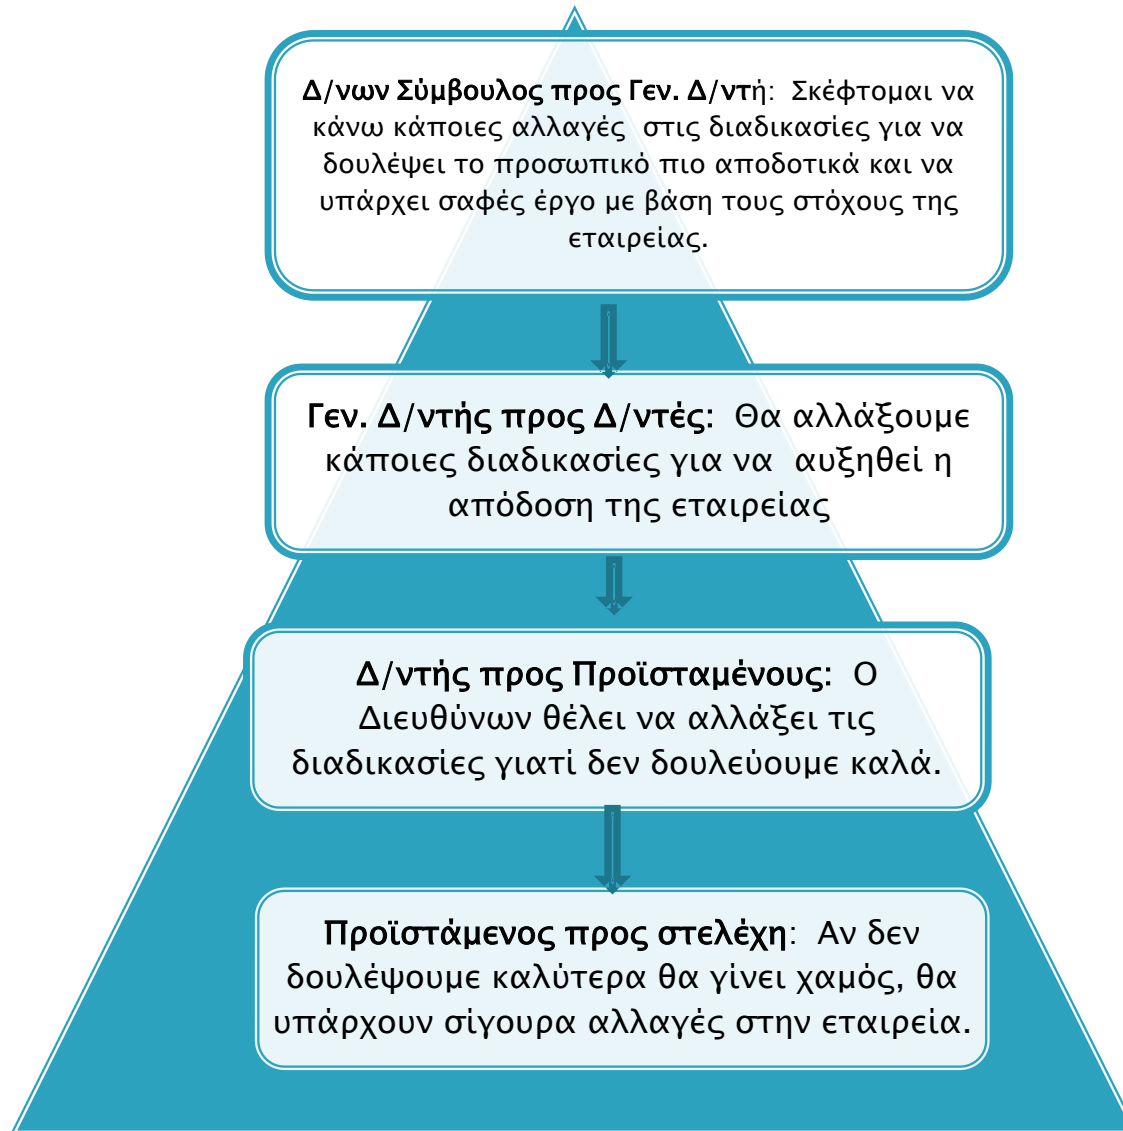 Δ/νων Σύμβουλος προς Γεν. Δ/ντή: Σκέφτομαι να
κάνω κάποιες αλλαγές στις διαδικασίες για να
δουλέψει το προσωπικό πιο αποδοτικά και να
υπάρχει σαφές έργο με βάση τους στόχους της
εταιρείας.
Γεν. Δ/ντής προς Δ/ντές: Θα αλλάξουμε
κάποιες διαδικασίες για να αυξηθεί η
απόδοση της εταιρείας
Δ/ντής προς Προϊσταμένους: Ο
Διευθύνων θέλει να αλλάξει τις
διαδικασίες γιατί δεν δουλεύουμε καλά.
Προϊστάμενος προς στελέχη: Αν δεν
δουλέψουμε καλύτερα θα γίνει χαμός, θα
υπάρχουν σίγουρα αλλαγές στην εταιρεία.